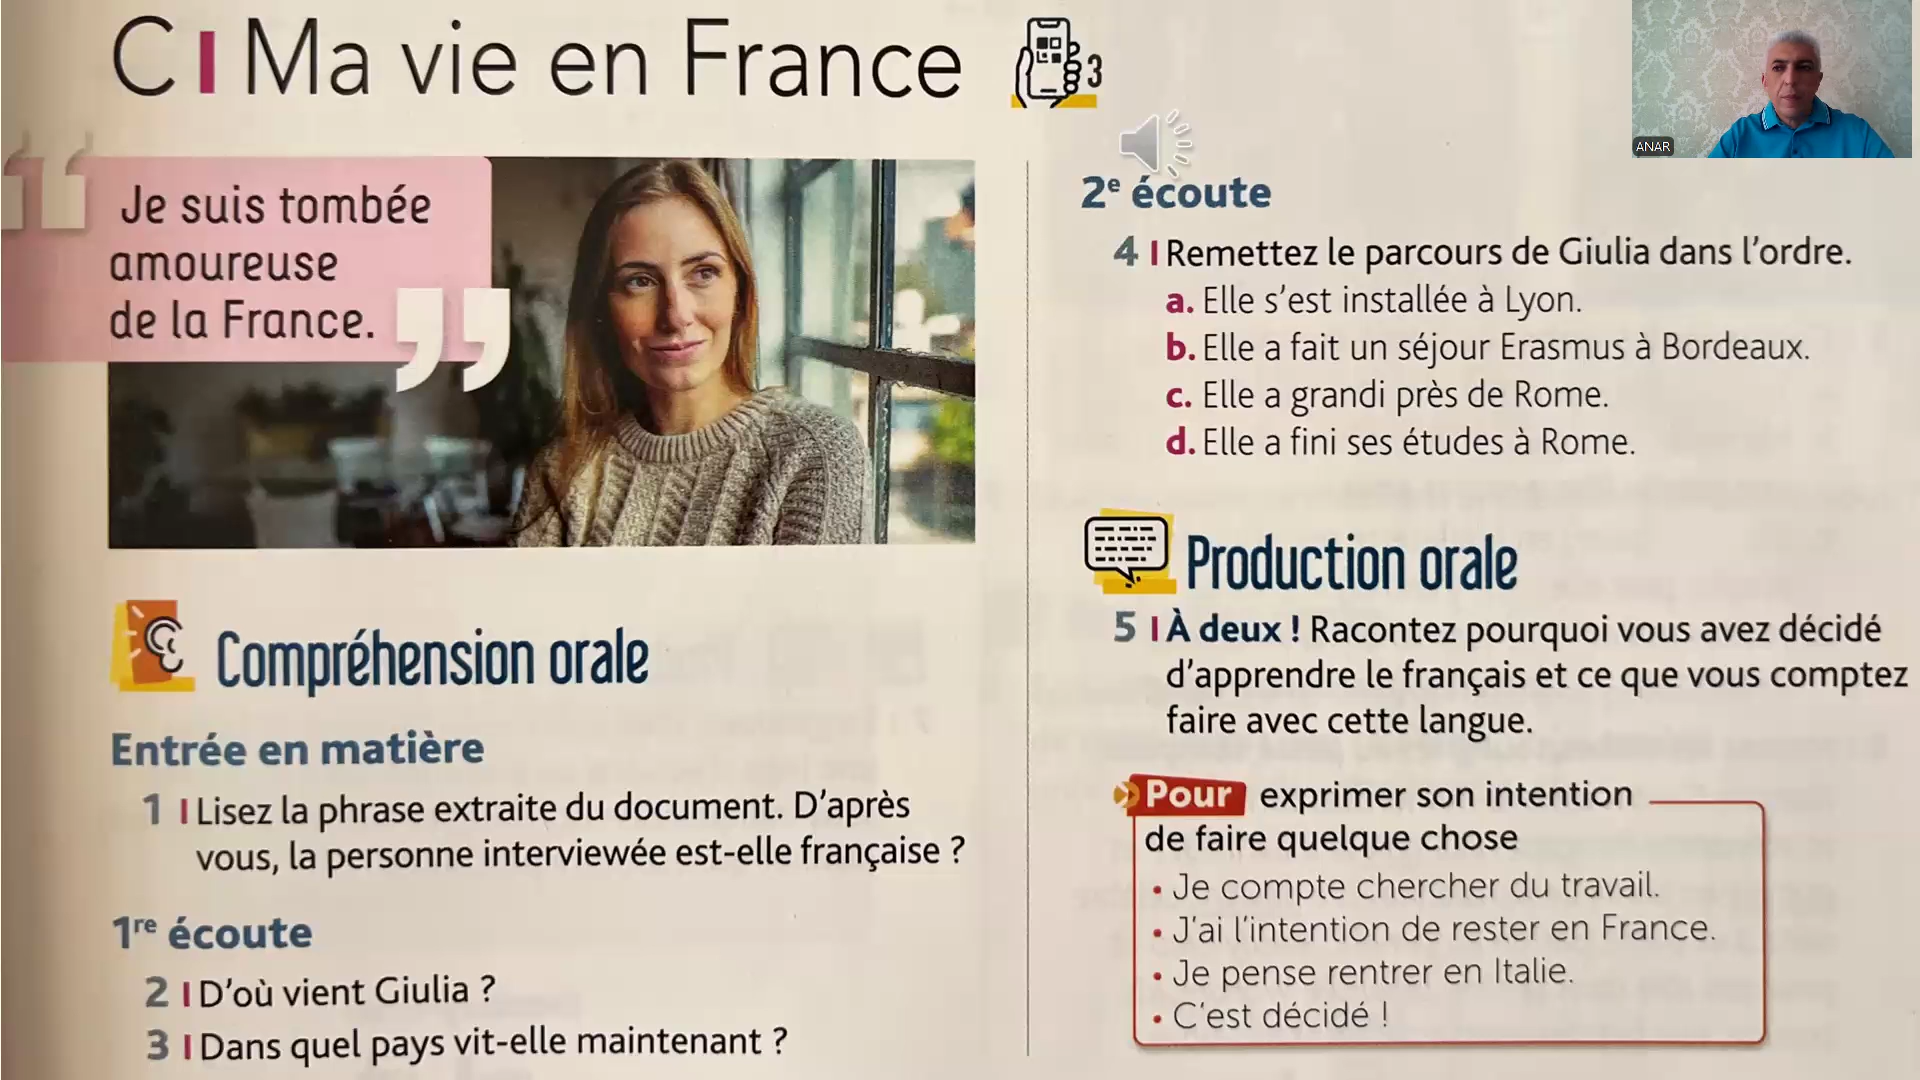 C | Ma vie en France
3
“ Je suis tombée
amoureuse
de la France. ”
Compréhension orale
Entrée en matière
1 | Lisez la phrase extraite du document. D’après
vous, la personne interviewée est-elle française ?
1re écoute
2 | D’où vient Giulia ?
3 | Dans quel pays vit-elle maintenant ?
2e écoute
4 | Remettez le parcours de Giulia dans l’ordre.
a. Elle s’est installée à Lyon.
b. Elle a fait un séjour Erasmus à Bordeaux.
c. Elle a grandi près de Rome.
d. Elle a fini ses études à Rome.
Production orale
5 | À deux ! Racontez pourquoi vous avez décidé
d’apprendre le français et ce que vous comptez
faire avec cette langue.
Pour exprimer son intention
de faire quelque chose
• Je compte chercher du travail.
• J’ai l’intention de rester en France.
• Je pense rentrer en Italie.
• C’est décidé !
ANAR